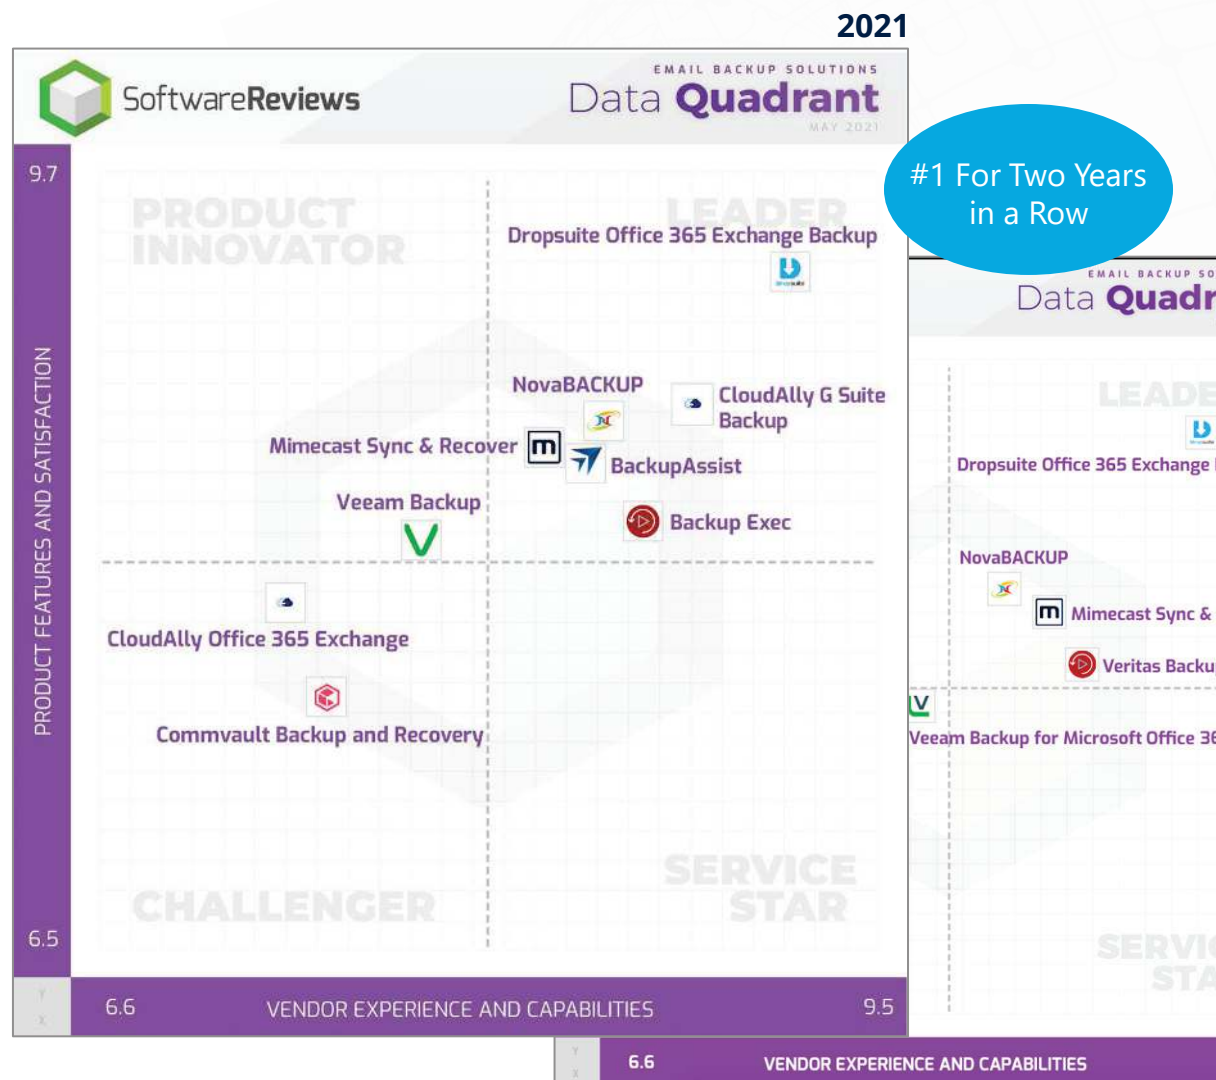 2021
SoftwareReviews
EMAIL BACKUP SOLUTIONS
Data Quadrant
MAY 2021
#1 For Two Years
in a Row
9.7
PRODUCT FEATURES AND SATISFACTION
6.5
PRODUCT
INNOVATOR
LEADER
Dropsuite Office 365 Exchange Backup
dropsuite
NovaBACKUP
CloudAlly G Suite
Backup
Mimecast Sync & Recover
m
BackupAssist
Veeam Backup
Backup Exec
CloudAlly Office 365 Exchange
Commvault Backup and Recovery
CHALLENGER
SERVICE
STAR
Y
X
6.6
VENDOR EXPERIENCE AND CAPABILITIES
9.5
EMAIL BACKUP SO
Data Quadr
LEADE
Dropsuite Office 365 Exchange
NovaBACKUP
m
Mimecast Sync &
Veritas Backu
Veeam Backup for Microsoft Office 36
SERVIC
STA
Y
X
6.6
VENDOR EXPERIENCE AND CAPABILITIES